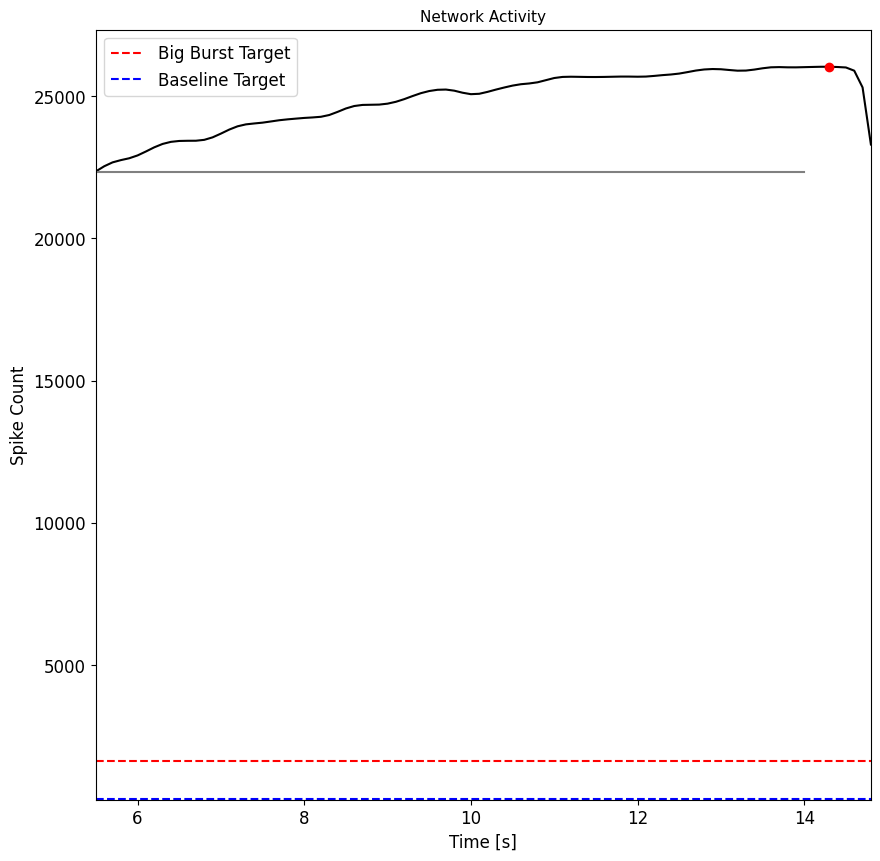 Network Activity
Big Burst Target
Baseline Target
25000
20000
15000
10000
5000
Spike Count
6 8 10 12 14
Time [s]